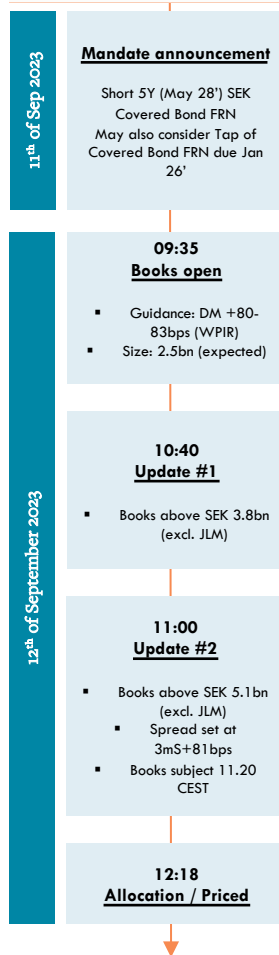 11th of Sep 2023
Mandate announcement
Short 5Y (May 28’) SEK
Covered Bond FRN
May also consider Tap of
Covered Bond FRN due Jan
26’
12th of September 2023
09:35
Books open
▪ Guidance: DM +80-
83bps (WPIR)
▪ Size: 2.5bn (expected)
10:40
Update #1
▪ Books above SEK 3.8bn
(excl. JLM)
11:00
Update #2
▪ Books above SEK 5.1bn
(excl. JLM)
▪ Spread set at
3mS+81bps
▪ Books subject 11.20
CEST
12:18
Allocation / Priced